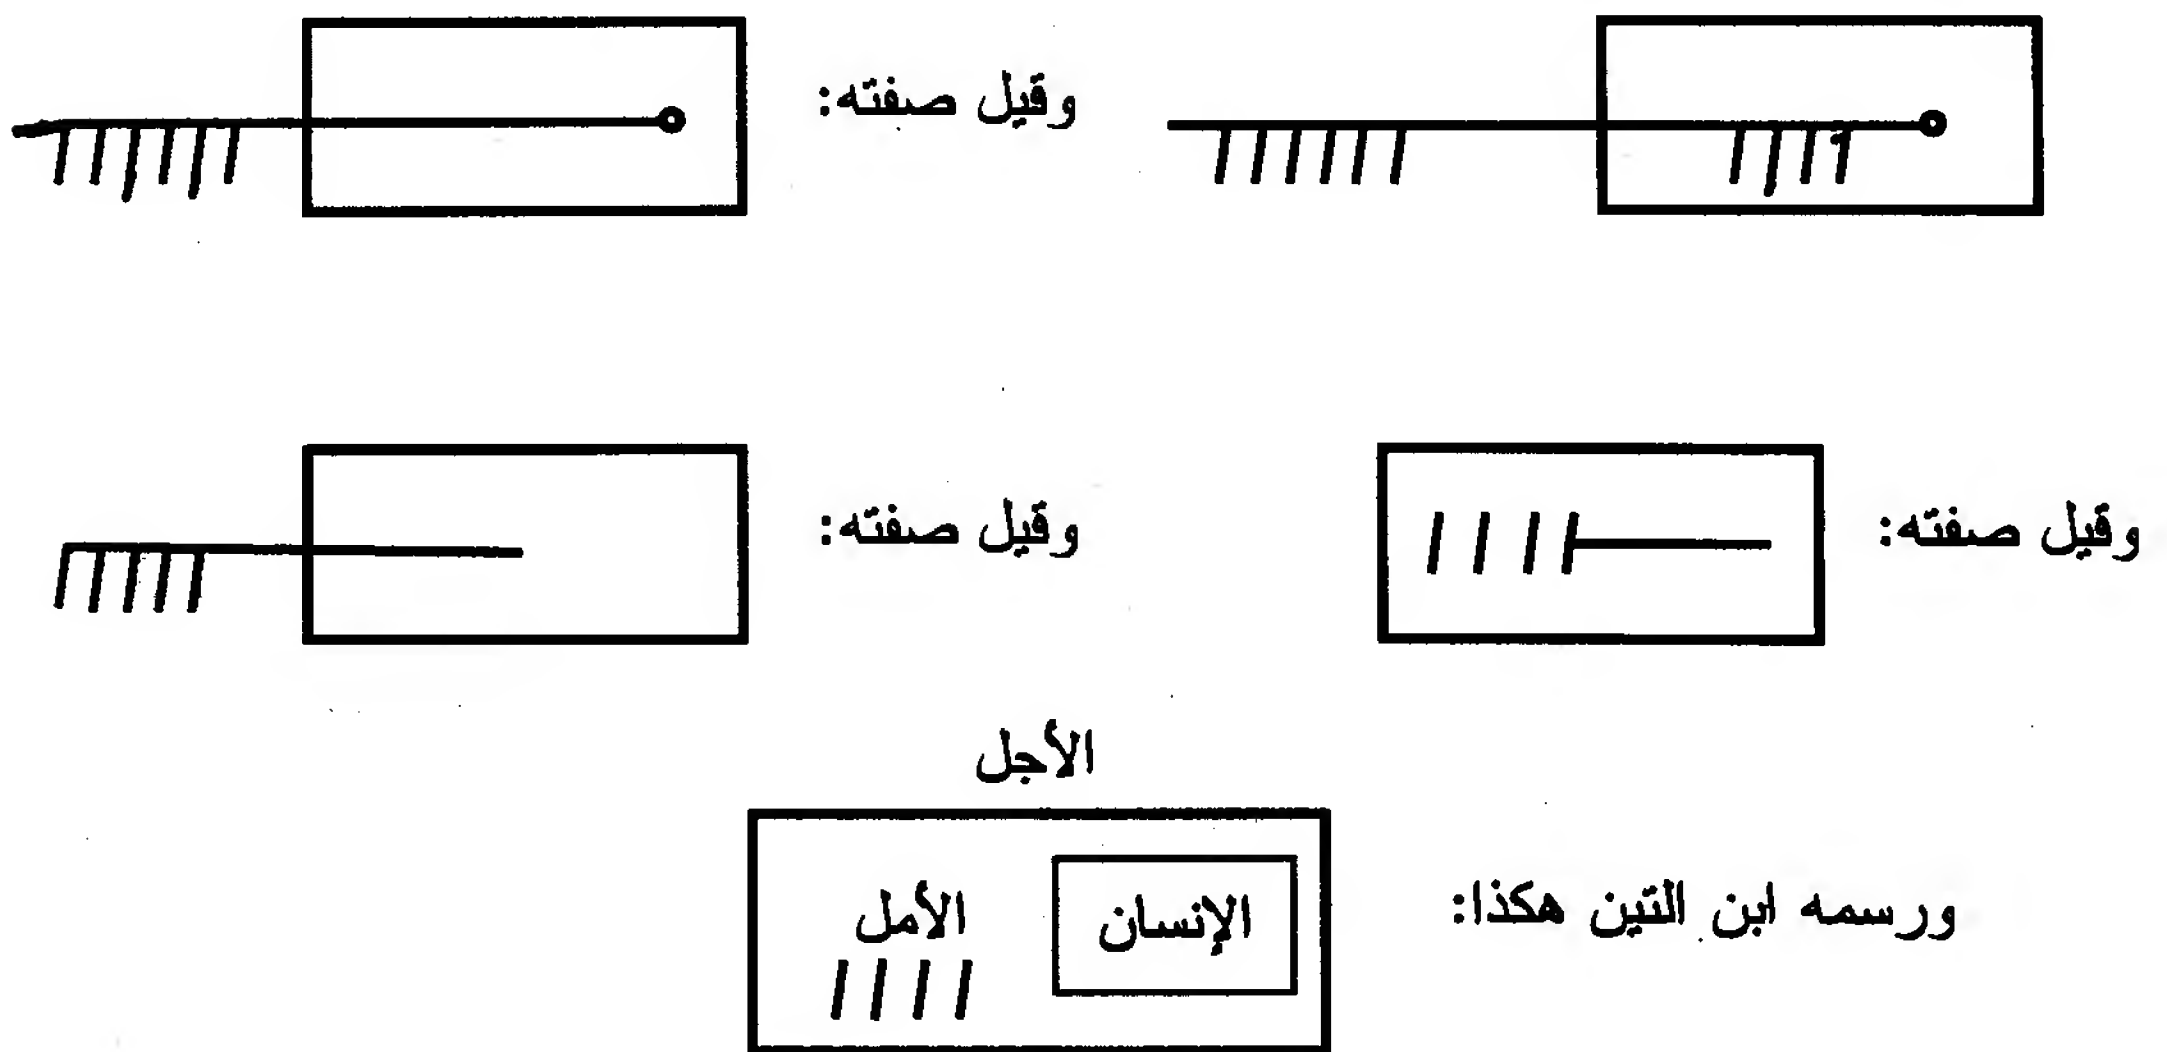 وقيل صفته:
وقيل صفته:
وقيل صفته:
الأجل
ورسمه ابن التين هكذا:
الإنسان
الأمل